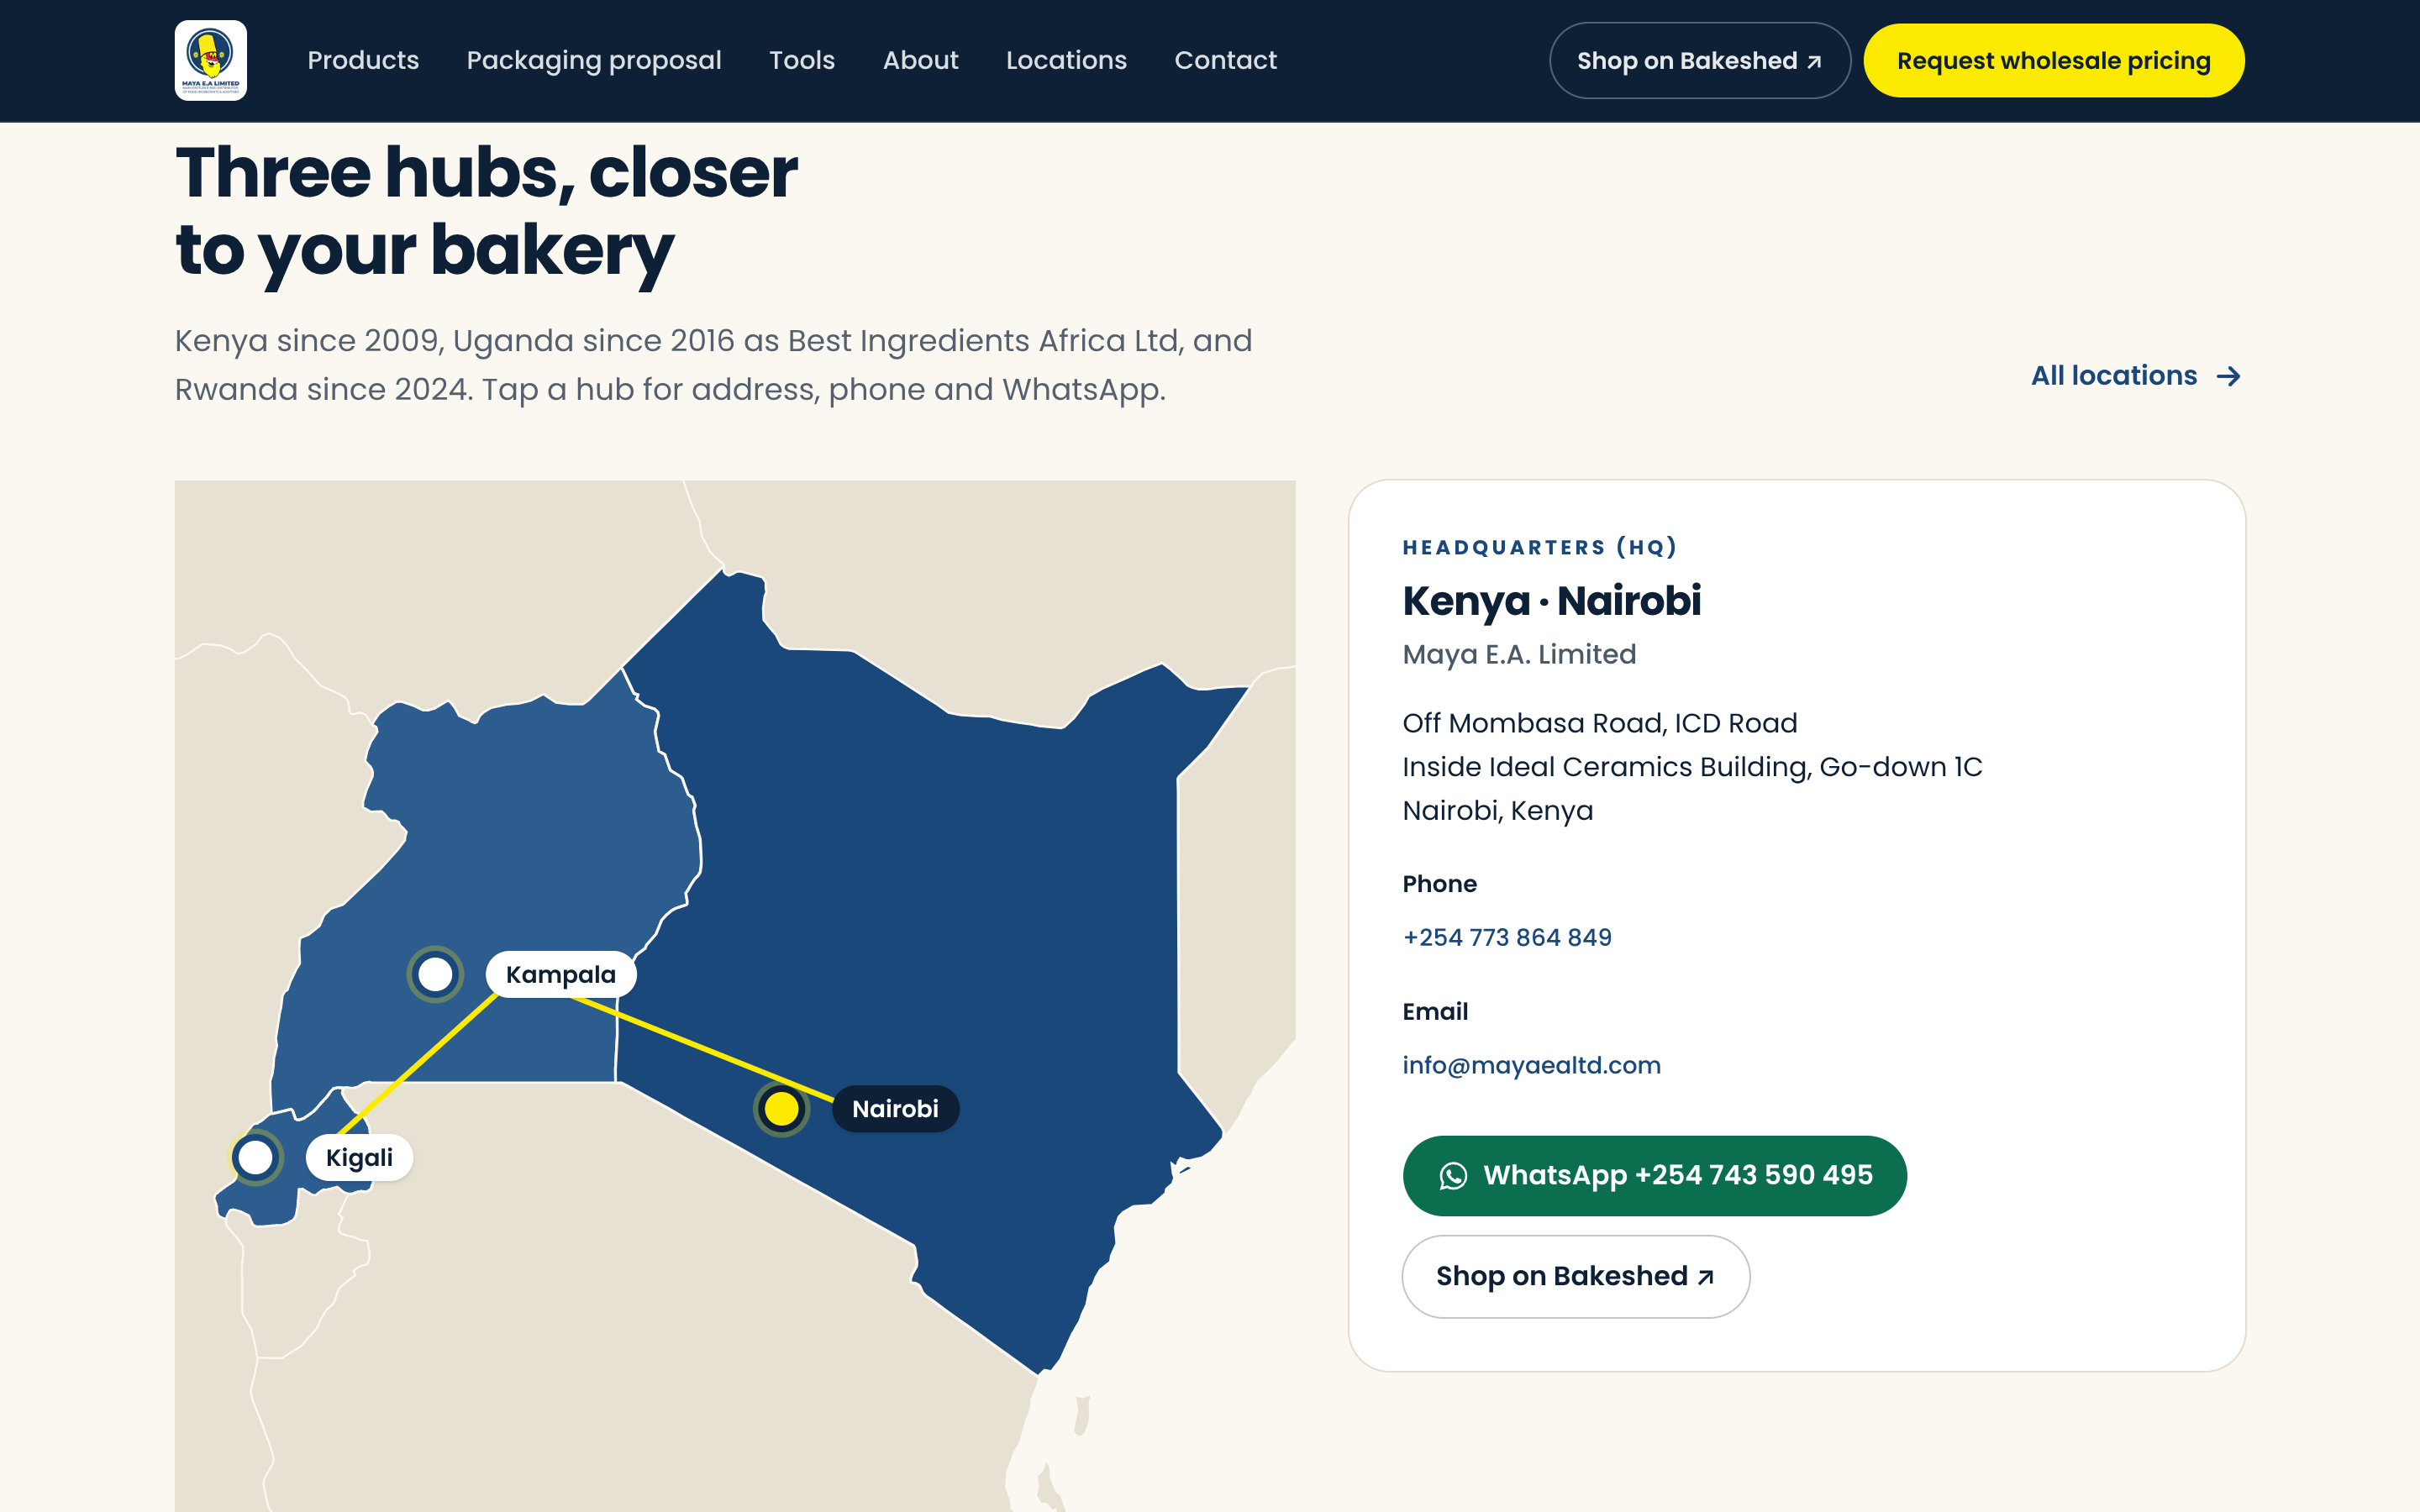 MAYA E.A LIMITED
Products
Packaging proposal
Tools
About
Locations
Contact
Shop on Bakeshed
Request wholesale pricing
Three hubs, closer
to your bakery
Kenya since 2009, Uganda since 2016 as Best Ingredients Africa Ltd, and
Rwanda since 2024. Tap a hub for address, phone and WhatsApp.
All locations
Kampala
Nairobi
Kigali
HEADQUARTERS (HQ)
Kenya · Nairobi
Maya E.A. Limited
Off Mombasa Road, ICD Road
Inside Ideal Ceramics Building, Go-down 1C
Nairobi, Kenya
Phone
+254 773 864 849
Email
info@mayaealtd.com
WhatsApp +254 743 590 495
Shop on Bakeshed